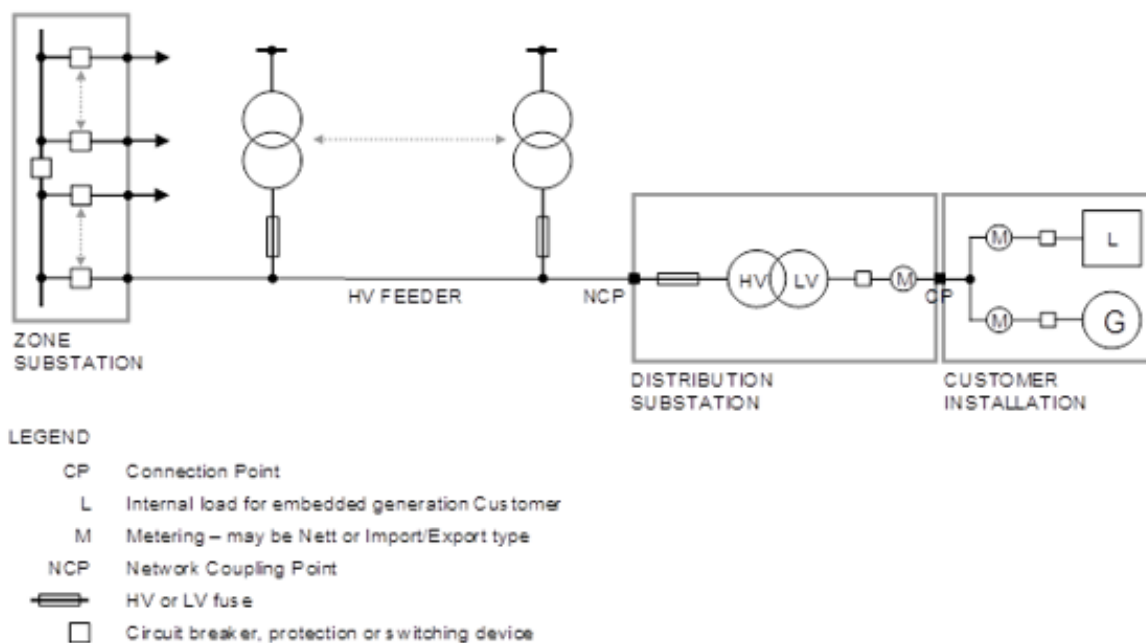 ZONE
SUBSTATION
HV FEEDER
NCP
HV
LV
M
CP
M
L
M
G
DISTRIBUTION
SUBSTATION
CUSTOMER
INSTALLATION
LEGEND
CP Connection Point
L Internal load for embedded generation Customer
M Metering – may be Nett or Import/Export type
NCP Network Coupling Point
HV or LV fuse
Circuit breaker, protection or switching device